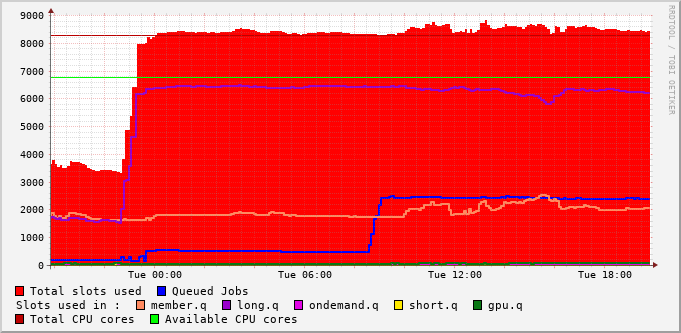 9000
8000
7000
6000
5000
4000
3000
2000
1000
0
Tue 00:00 Tue 06:00 Tue 12:00 Tue 18:00
RRDTOOL / TOBI OETIKER
Total slots used Queued Jobs
Slots used in : member.q long.q ondemand.q short.q gpu.q
Total CPU cores Available CPU cores